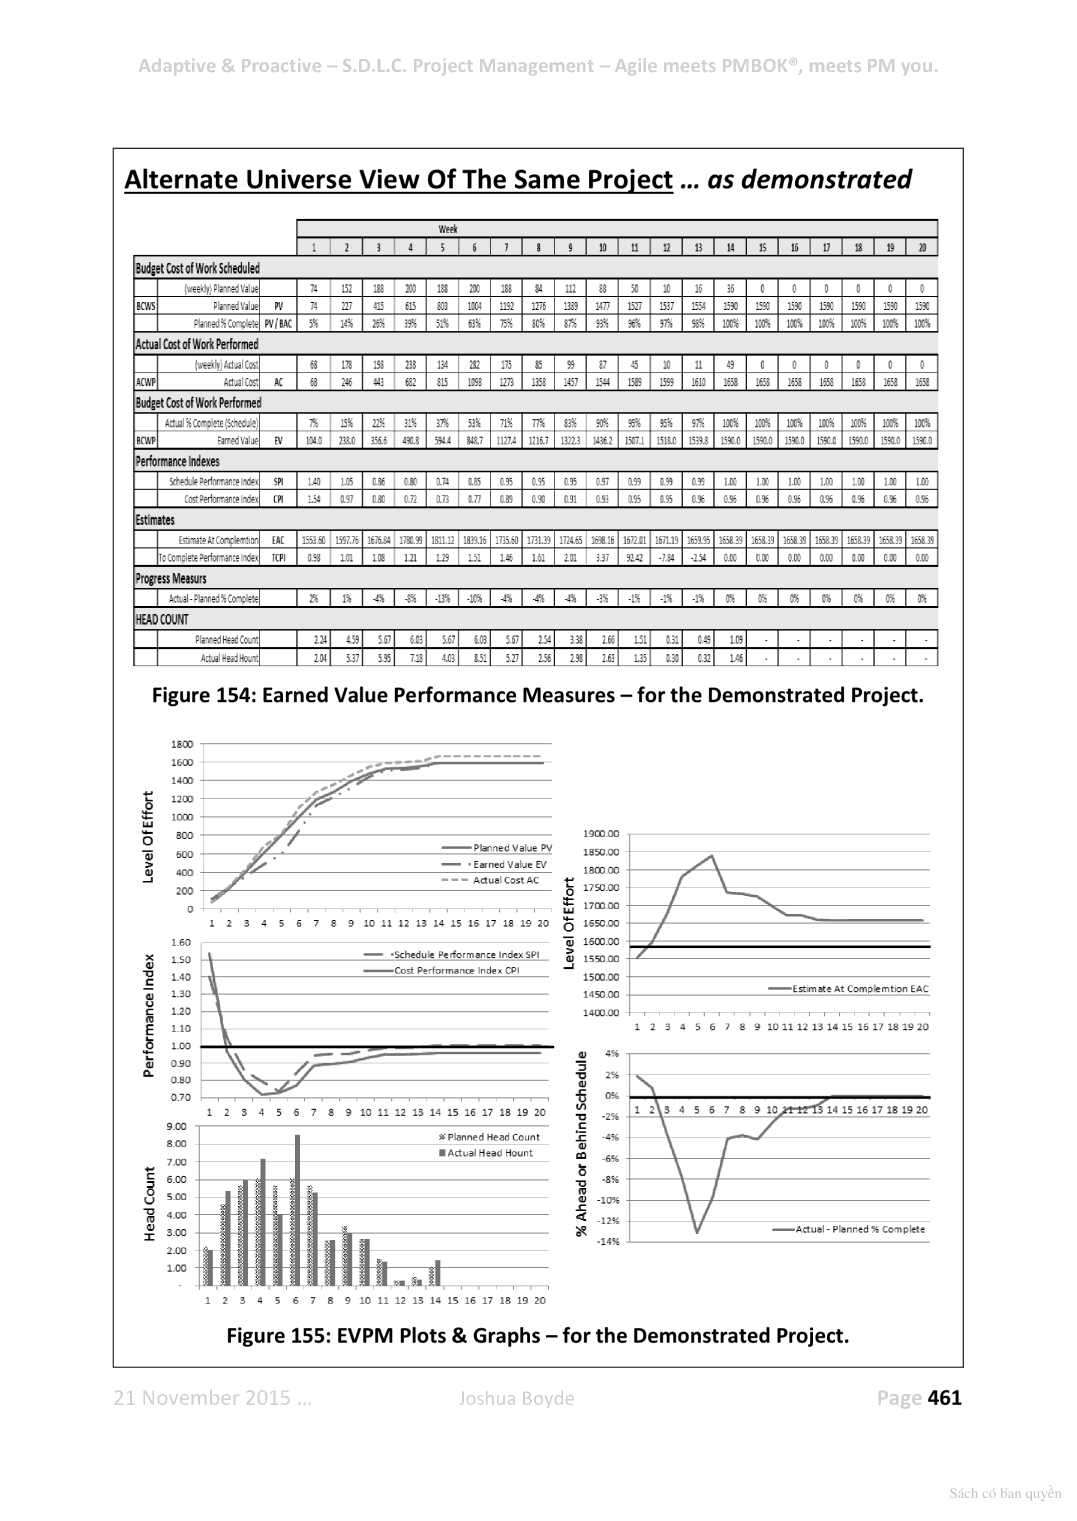 Adaptive & Proactive – S.D.L.C. Project Management – Agile meets PMBOK®, meets PM you.
Alternate Universe View Of The Same Project ... as demonstrated
Week
1 2 3 4 5 6 7 8 9 10 11 12 13 14 15 16 17 18 19 20
Budget Cost of Work Scheduled
(weekly) Planned Value 74 152 188 200 188 200 188 84 112 88 50 10 16 36 0 0 0 0 0 0
BCWS Planned Value PV 74 227 415 615 803 1004 1192 1276 1389 1477 1527 1537 1554 1590 1590 1590 1590 1590 1590 1590
Planned % Complete PV / BAC 5% 14% 26% 39% 51% 63% 75% 80% 87% 93% 96% 97% 98% 100% 100% 100% 100% 100% 100% 100%
Actual Cost of Work Performed
(weekly) Actual Cost 68 178 198 238 134 282 175 85 99 87 45 10 11 49 0 0 0 0 0 0
ACWP Actual Cost AC 68 246 443 682 815 1098 1273 1358 1457 1544 1589 1599 1610 1658 1658 1658 1658 1658 1658 1658
Budget Cost of Work Performed
Actual % Complete (Schedule) 7% 15% 22% 31% 37% 53% 71% 77% 83% 90% 95% 95% 97% 100% 100% 100% 100% 100% 100% 100%
BCWP Earned Value EV 104.0 238.0 356.6 490.8 594.4 848.7 1127.4 1216.7 1322.3 1436.2 1507.1 1518.0 1539.8 1590.0 1590.0 1590.0 1590.0 1590.0 1590.0 1590.0
Performance Indexes
Schedule Performance Index SPI 1.40 1.05 0.86 0.80 0.74 0.85 0.95 0.95 0.95 0.97 0.99 0.99 0.99 1.00 1.00 1.00 1.00 1.00 1.00 1.00
Cost Performance Index CPI 1.54 0.97 0.80 0.72 0.73 0.77 0.89 0.90 0.91 0.93 0.95 0.95 0.96 0.96 0.96 0.96 0.96 0.96 0.96 0.96
Estimates
Estimate At Complemtion EAC 1553.60 1597.76 1676.84 1780.99 1811.12 1839.16 1735.60 1731.39 1724.65 1698.16 1672.01 1671.19 1659.95 1658.39 1658.39 1658.39 1658.39 1658.39 1658.39 1658.39
To Complete Performance Index TCPI 0.98 1.01 1.08 1.21 1.29 1.51 1.46 1.61 2.01 3.37 92.42 -7.84 -2.54 0.00 0.00 0.00 0.00 0.00 0.00 0.00
Progress Measurs
Actual - Planned % Complete 2% 1% -4% -8% -13% -10% -4% -4% -4% -3% -1% -1% -1% 0% 0% 0% 0% 0% 0% 0%
HEAD COUNT
Planned Head Count 2.24 4.59 5.67 6.03 5.67 6.03 5.67 2.54 3.38 2.66 1.51 0.31 0.49 1.09 - - - - - -
Actual Head Hount 2.04 5.37 5.95 7.18 4.03 8.51 5.27 2.56 2.98 2.63 1.35 0.30 0.32 1.46 - - - - - -
Figure 154: Earned Value Performance Measures – for the Demonstrated Project.
Level Of Effort
1800
1600
1400
1200
1000
800
600
400
200
0
Planned Value PV
Earned Value EV
Actual Cost AC
1 2 3 4 5 6 7 8 9 10 11 12 13 14 15 16 17 18 19 20
Performance Index
1.60
1.50
1.40
1.30
1.20
1.10
1.00
0.90
0.80
0.70
Schedule Performance Index SPI
Cost Performance Index CPI
1 2 3 4 5 6 7 8 9 10 11 12 13 14 15 16 17 18 19 20
Head Count
9.00
8.00
7.00
6.00
5.00
4.00
3.00
2.00
1.00
-
Planned Head Count
Actual Head Hount
1 2 3 4 5 6 7 8 9 10 11 12 13 14 15 16 17 18 19 20
Level Of Effort
1900.00
1850.00
1800.00
1750.00
1700.00
1650.00
1600.00
1550.00
1500.00
1450.00
1400.00
Estimate At Complemtion EAC
1 2 3 4 5 6 7 8 9 10 11 12 13 14 15 16 17 18 19 20
% Ahead or Behind Schedule
4%
2%
0%
-2%
-4%
-6%
-8%
-10%
-12%
-14%
1 2 3 4 5 6 7 8 9 10 11 12 13 14 15 16 17 18 19 20
Actual - Planned % Complete
Figure 155: EVPM Plots & Graphs – for the Demonstrated Project.
21 November 2015 ... Joshua Boyde Page 461
Sách có bản quyền